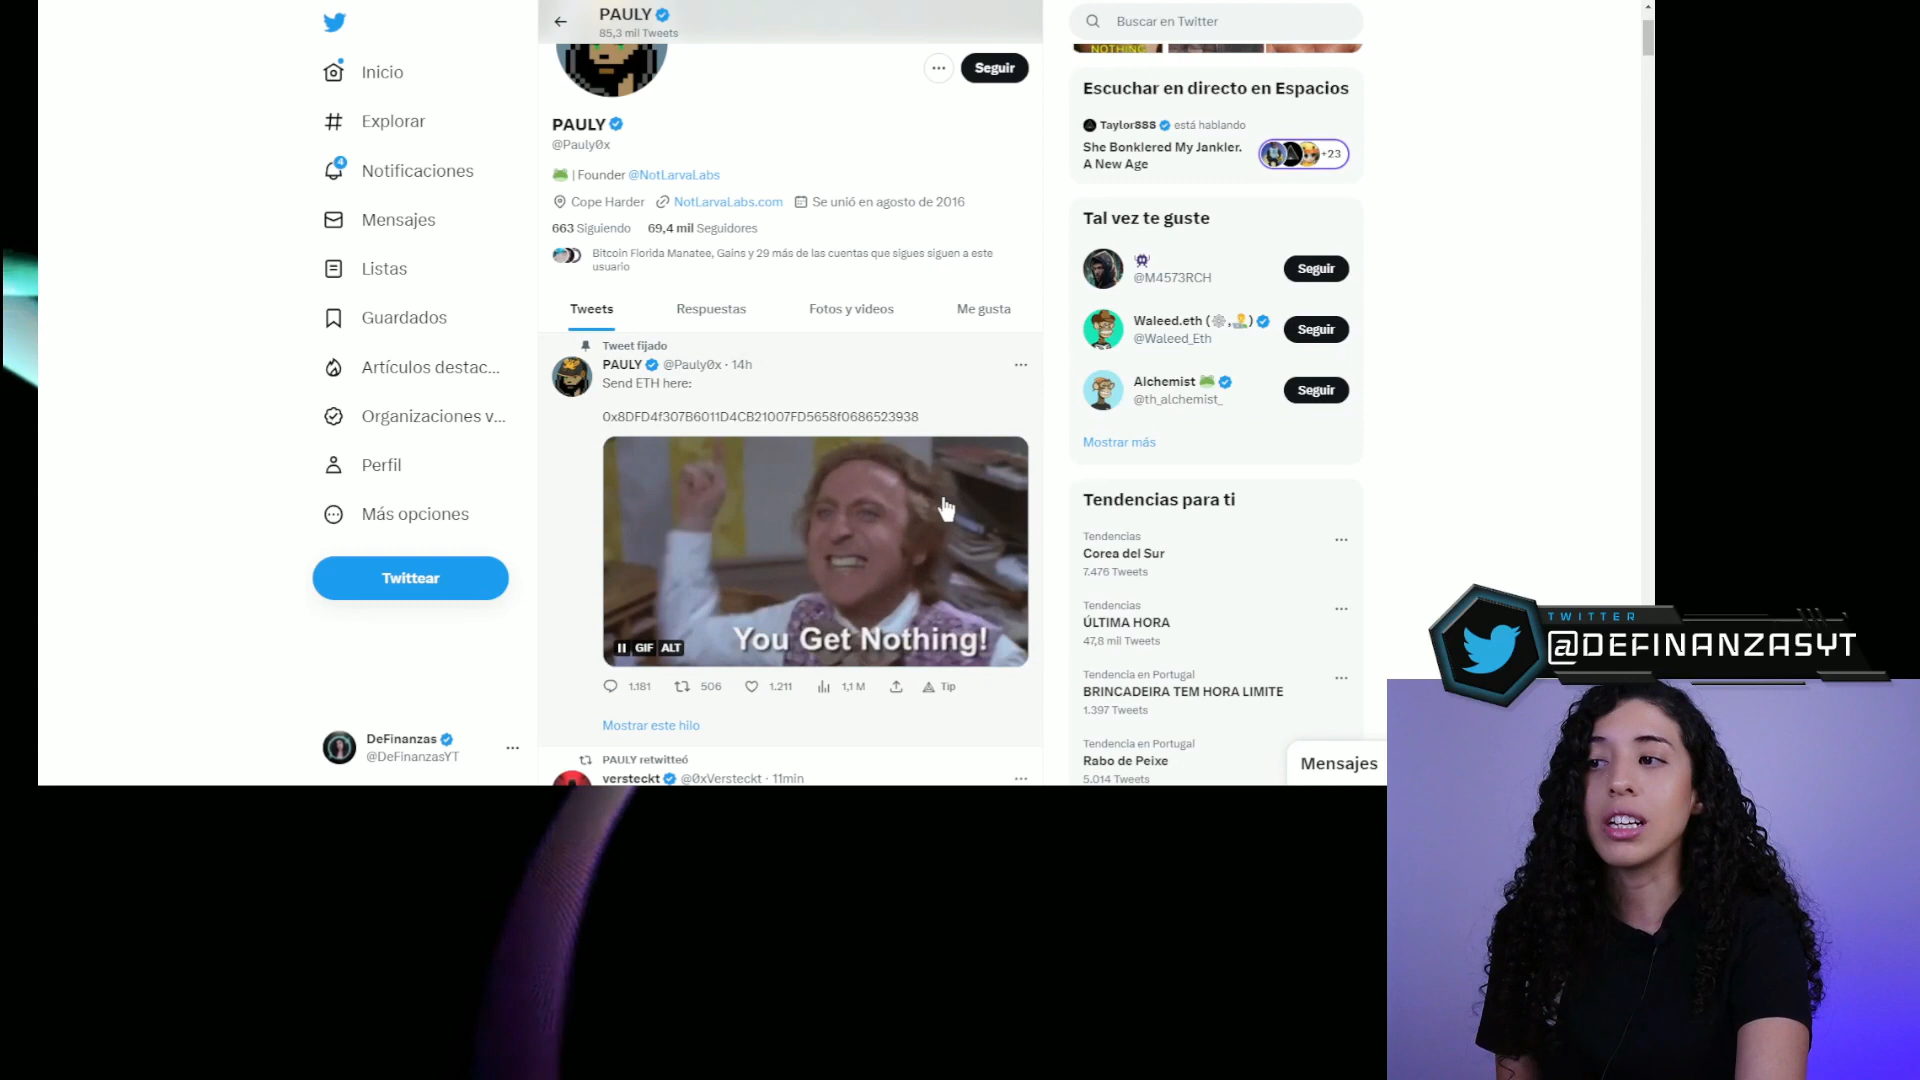 PAULY
85,3 mil Tweets
Buscar en Twitter
NOTHING
Inicio
Explorar
4
Notificaciones
Mensajes
Listas
Guardados
Artículos destac...
Organizaciones v...
Perfil
Más opciones
Twittear
DeFinanzas
@DeFinanzasYT
Seguir
PAULY
@Pauly0x
| Founder @NotLarvaLabs
Cope Harder NotLarvaLabs.com Se unió en agosto de 2016
663 Siguiendo 69,4 mil Seguidores
Bitcoin Florida Manatee, Gains y 29 más de las cuentas que sigues siguen a este
usuario
Tweets Respuestas Fotos y videos Me gusta
Tweet fijado
PAULY @Pauly0x · 14h
Send ETH here:
0x8DFD4f307B6011D4CB21007FD5658f0686523938
You Get Nothing!
GIF ALT
1.181 506 1.211 1,1 M Tip
Mostrar este hilo
PAULY retwitteó
versteckt @0xVersteckt · 11min
Escuchar en directo en Espacios
Taylor888 está hablando
She Bonklered My Jankler.
A New Age
+23
Tal vez te guste
@M4573RCH
Seguir
Waleed.eth ( , )
@Waleed_Eth
Seguir
Alchemist
@th_alchemist_
Seguir
Mostrar más
Tendencias para ti
Tendencias
Corea del Sur
7.476 Tweets
Tendencias
ÚLTIMA HORA
47,8 mil Tweets
Tendencia en Portugal
BRINCADEIRA TEM HORA LIMITE
1.397 Tweets
Tendencia en Portugal
Rabo de Peixe
5.014 Tweets
Mensajes
TWITTER
@DEFINANZASYT